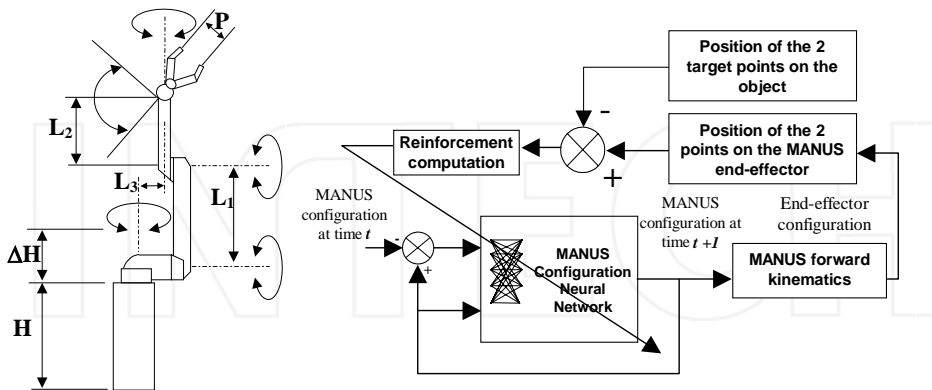 P
L2
L3
L1
ΔH
H
Position of the 2
target points on the
object
-
Reinforcement
computation
+
Position of the 2
points on the MANUS
end-effector
MANUS
configuration
at time t
-
+
MANUS
Configuration
Neural
Network
MANUS
configuration at
time t+1
End-effector
configuration
MANUS forward
kinematics
INTECH